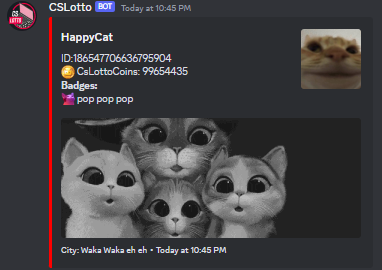 CSLotto BOT Today at 10:45 PM
HappyCat
ID:186547706636795904
CsLottoCoins: 99654435
Badges:
pop pop pop
City: Waka Waka eh eh • Today at 10:45 PM